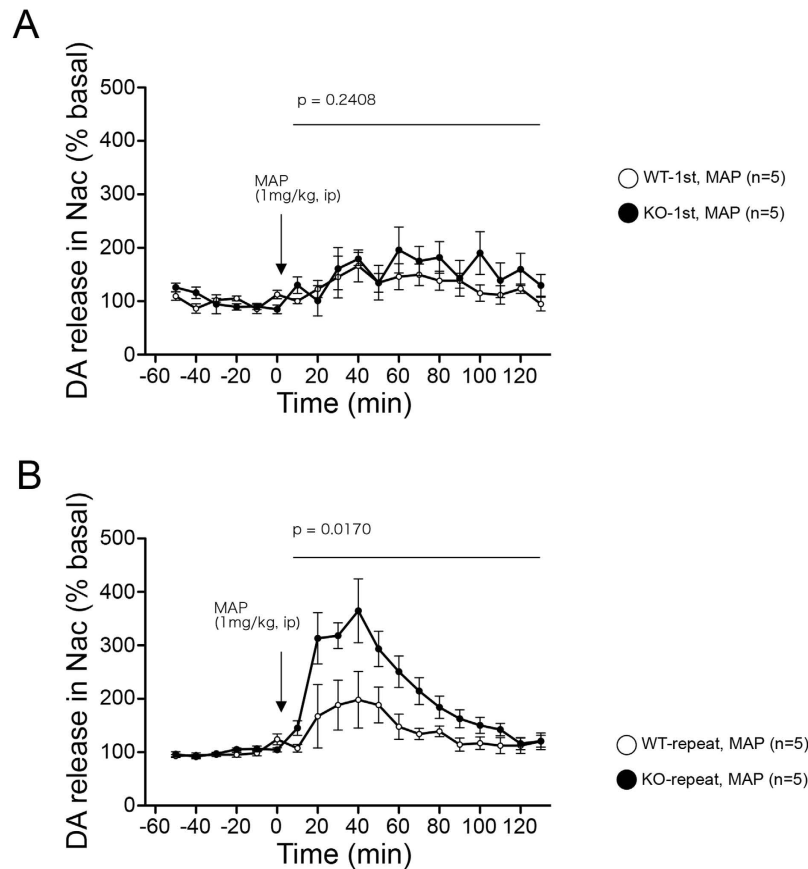 A
DA release in Nac (% basal)
500
400
300
200
100
0
p = 0.2408
MAP
(1mg/kg, ip)
WT-1st, MAP (n=5)
KO-1st, MAP (n=5)
-60 -40 -20 0 20 40 60 80 100 120
Time (min)
B
DA release in Nac (% basal)
500
400
300
200
100
0
p = 0.0170
MAP
(1mg/kg, ip)
WT-repeat, MAP (n=5)
KO-repeat, MAP (n=5)
-60 -40 -20 0 20 40 60 80 100 120
Time (min)